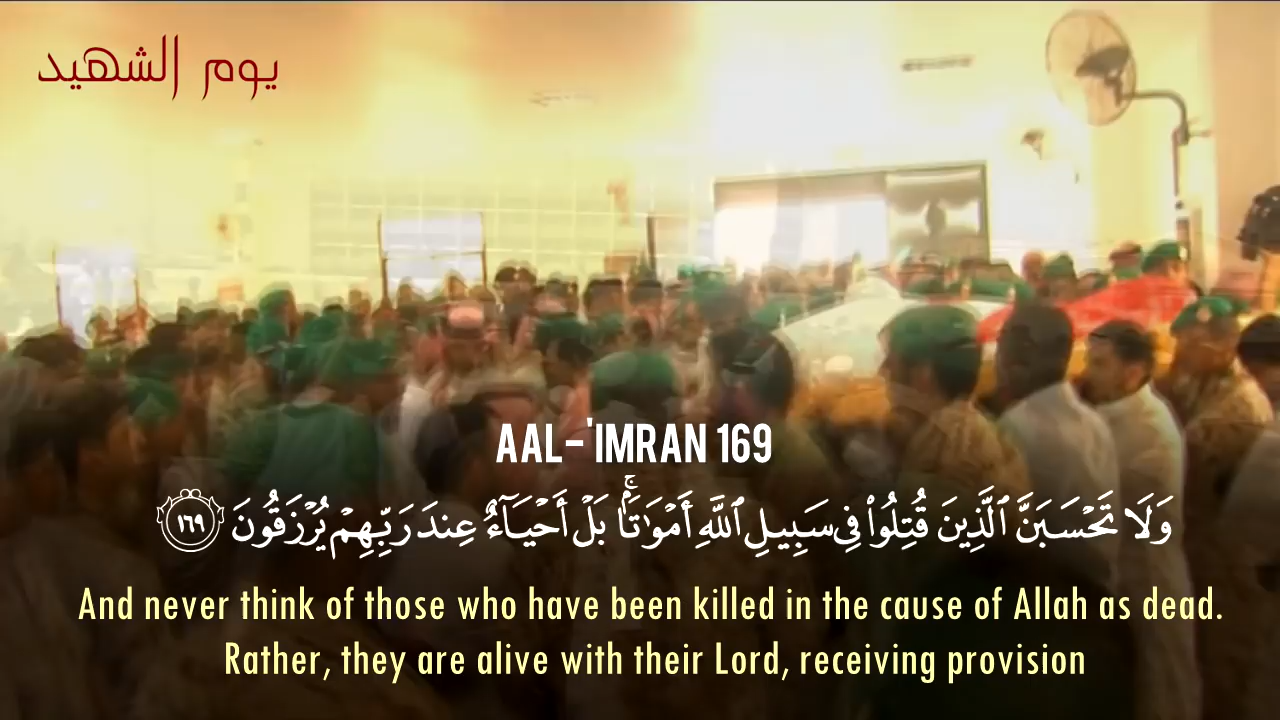 يوم الشهيد
AAL-'IMRAN 169
وَلَا تَحْسَبَنَّ ٱلَّذِينَ قُتِلُوا۟ فِى سَبِيلِ ٱللَّهِ أَمْوَٰتًۢا ۚ بَلْ أَحْيَآءٌ عِندَ رَبِّهِمْ يُرْزَقُونَ ١٦٩
And never think of those who have been killed in the cause of Allah as dead.
Rather, they are alive with their Lord, receiving provision